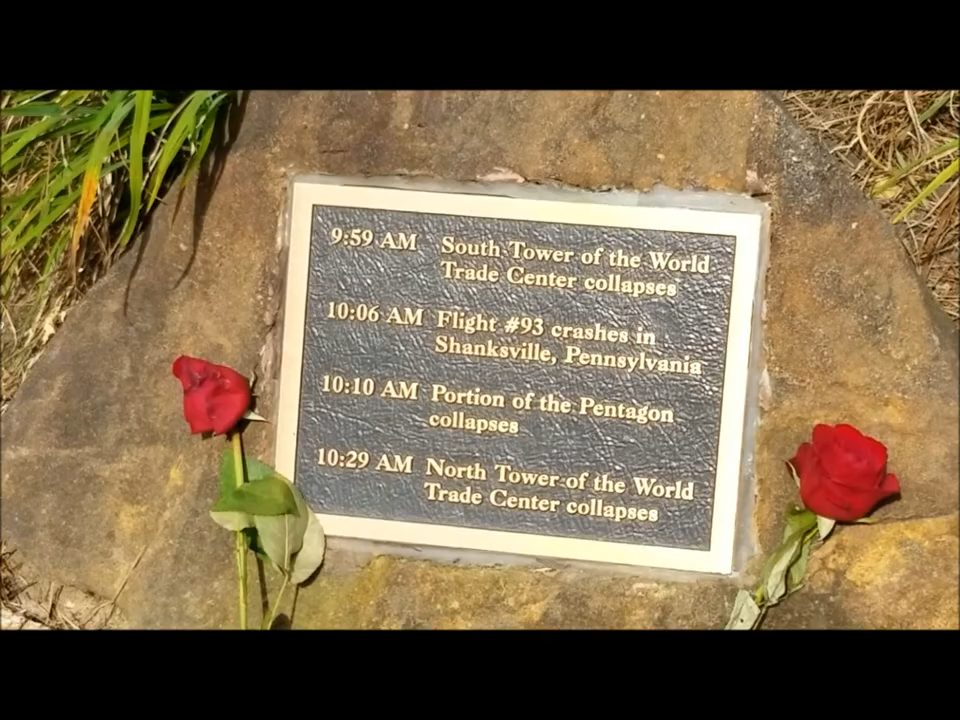 9:59 AM South Tower of the World
Trade Center collapses
10:06 AM Flight #93 crashes in
Shanksville, Pennsylvania
10:10 AM Portion of the Pentagon
collapses
10:29 AM North Tower of the World
Trade Center collapses